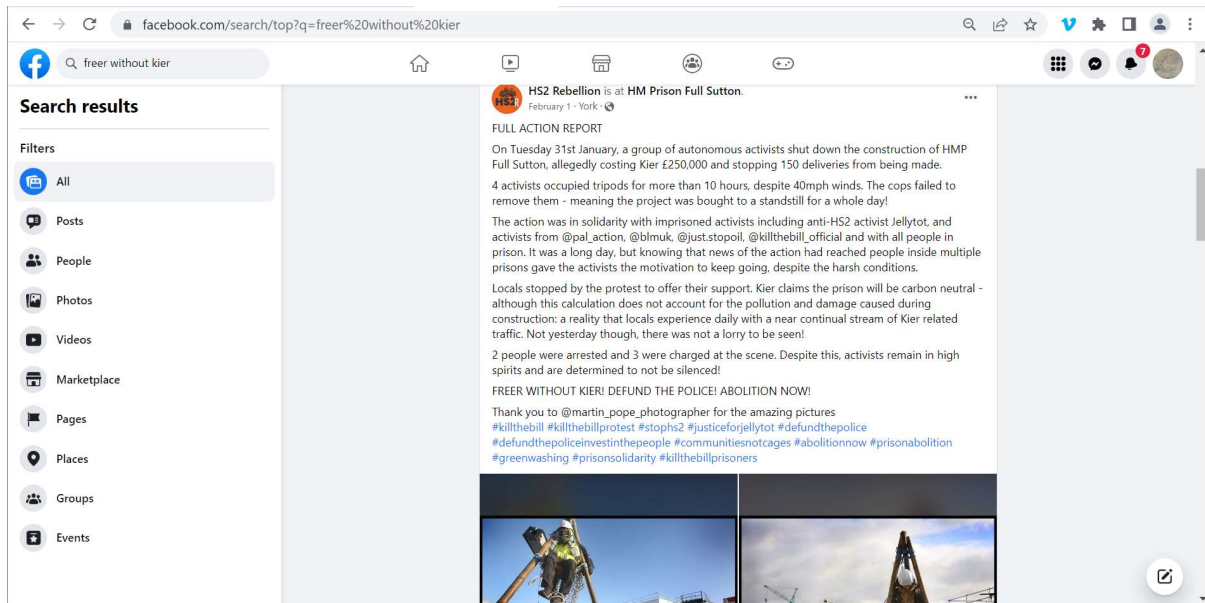 facebook.com/search/top?q=freer%20without%20kier
freer without kier
7
Search results
Filters
All
Posts
People
Photos
Videos
Marketplace
Pages
Places
Groups
Events
HS2
HS2 Rebellion is at HM Prison Full Sutton.
February 1 · York ·
FULL ACTION REPORT
On Tuesday 31st January, a group of autonomous activists shut down the construction of HMP
Full Sutton, allegedly costing Kier £250,000 and stopping 150 deliveries from being made.
4 activists occupied tripods for more than 10 hours, despite 40mph winds. The cops failed to
remove them - meaning the project was bought to a standstill for a whole day!
The action was in solidarity with imprisoned activists including anti-HS2 activist Jellytot, and
activists from @pal_action, @blmuk, @just.stopoil, @killthebill_official and with all people in
prison. It was a long day, but knowing that news of the action had reached people inside multiple
prisons gave the activists the motivation to keep going, despite the harsh conditions.
Locals stopped by the protest to offer their support. Kier claims the prison will be carbon neutral -
although this calculation does not account for the pollution and damage caused during
construction: a reality that locals experience daily with a near continual stream of Kier related
traffic. Not yesterday though, there was not a lorry to be seen!
2 people were arrested and 3 were charged at the scene. Despite this, activists remain in high
spirits and are determined to not be silenced!
FREER WITHOUT KIER! DEFUND THE POLICE! ABOLITION NOW!
Thank you to @martin_pope_photographer for the amazing pictures
#killthebill #killthebillprotest #stophs2 #justiceforjellytot #defundthepolice
#defundthepoliceinvestinthepeople #communitiesnotcages #abolitionnow #prisonabolition
#greenwashing #prisonsolidarity #killthebillprisoners